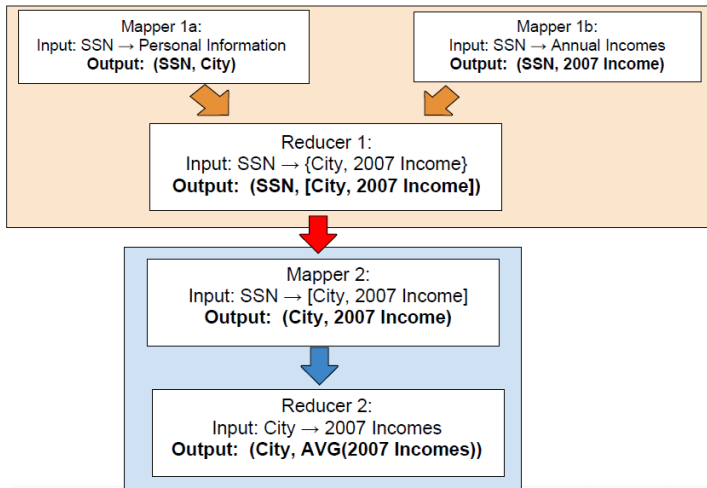 Mapper 1a:
Input: SSN → Personal Information
Output: (SSN, City)
Mapper 1b:
Input: SSN → Annual Incomes
Output: (SSN, 2007 Income)
Reducer 1:
Input: SSN → {City, 2007 Income}
Output: (SSN, [City, 2007 Income])
Mapper 2:
Input: SSN → [City, 2007 Income]
Output: (City, 2007 Income)
Reducer 2:
Input: City → 2007 Incomes
Output: (City, AVG(2007 Incomes))